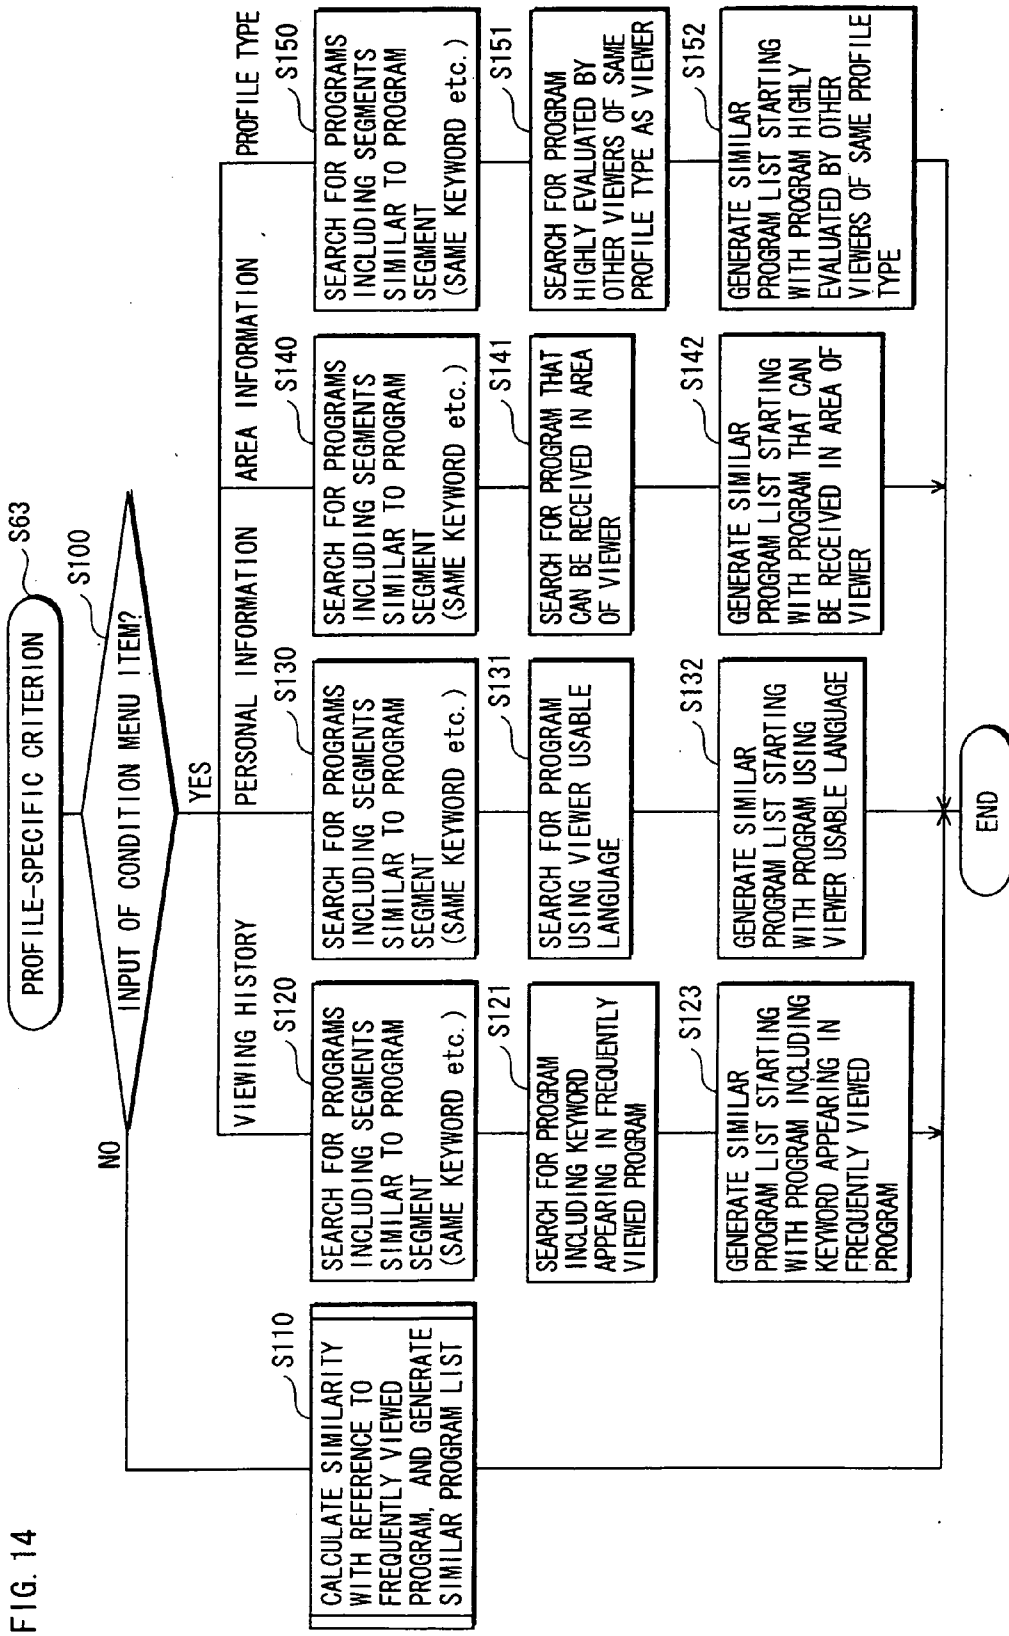 FIG. 14
PROFILE-SPECIFIC CRITERION
S63
S100
INPUT OF CONDITION MENU ITEM?
NO
YES
VIEWING HISTORY
PERSONAL INFORMATION
AREA INFORMATION
PROFILE TYPE
S110
CALCULATE SIMILARITY
WITH REFERENCE TO
FREQUENTLY VIEWED
PROGRAM, AND GENERATE
SIMILAR PROGRAM LIST
S120
SEARCH FOR PROGRAMS
INCLUDING SEGMENTS
SIMILAR TO PROGRAM
SEGMENT
(SAME KEYWORD etc.)
S121
SEARCH FOR PROGRAM
INCLUDING KEYWORD
APPEARING IN FREQUENTLY
VIEWED PROGRAM
S123
GENERATE SIMILAR
PROGRAM LIST STARTING
WITH PROGRAM INCLUDING
KEYWORD APPEARING IN
FREQUENTLY VIEWED
PROGRAM
S130
SEARCH FOR PROGRAMS
INCLUDING SEGMENTS
SIMILAR TO PROGRAM
SEGMENT
(SAME KEYWORD etc.)
S131
SEARCH FOR PROGRAM
USING VIEWER USABLE
LANGUAGE
S132
GENERATE SIMILAR
PROGRAM LIST STARTING
WITH PROGRAM USING
VIEWER USABLE LANGUAGE
S140
SEARCH FOR PROGRAMS
INCLUDING SEGMENTS
SIMILAR TO PROGRAM
SEGMENT
(SAME KEYWORD etc.)
S141
SEARCH FOR PROGRAM THAT
CAN BE RECEIVED IN AREA
OF VIEWER
S142
GENERATE SIMILAR
PROGRAM LIST STARTING
WITH PROGRAM THAT CAN
BE RECEIVED IN AREA OF
VIEWER
S150
SEARCH FOR PROGRAMS
INCLUDING SEGMENTS
SIMILAR TO PROGRAM
SEGMENT
(SAME KEYWORD etc.)
S151
SEARCH FOR PROGRAM
HIGHLY EVALUATED BY
OTHER VIEWERS OF SAME
PROFILE TYPE AS VIEWER
S152
GENERATE SIMILAR
PROGRAM LIST STARTING
WITH PROGRAM HIGHLY
EVALUATED BY OTHER
VIEWERS OF SAME PROFILE
TYPE
END